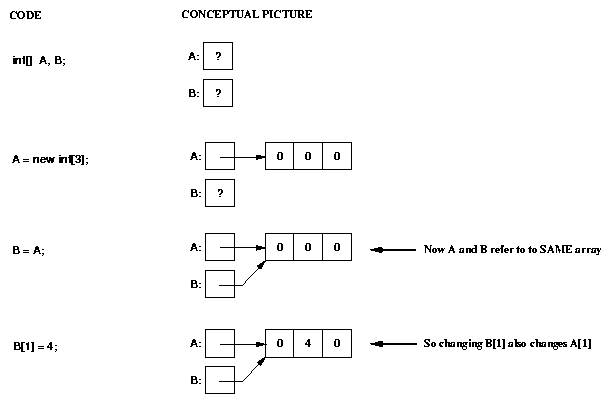 CODE CONCEPTUAL PICTURE
int[] A, B; A: ?
B: ?
A = new int[3]; A: 0 0 0
B: ?
B = A; A: 0 0 0 Now A and B refer to to SAME array
B:
B[1] = 4; A: 0 4 0 So changing B[1] also changes A[1]
B: